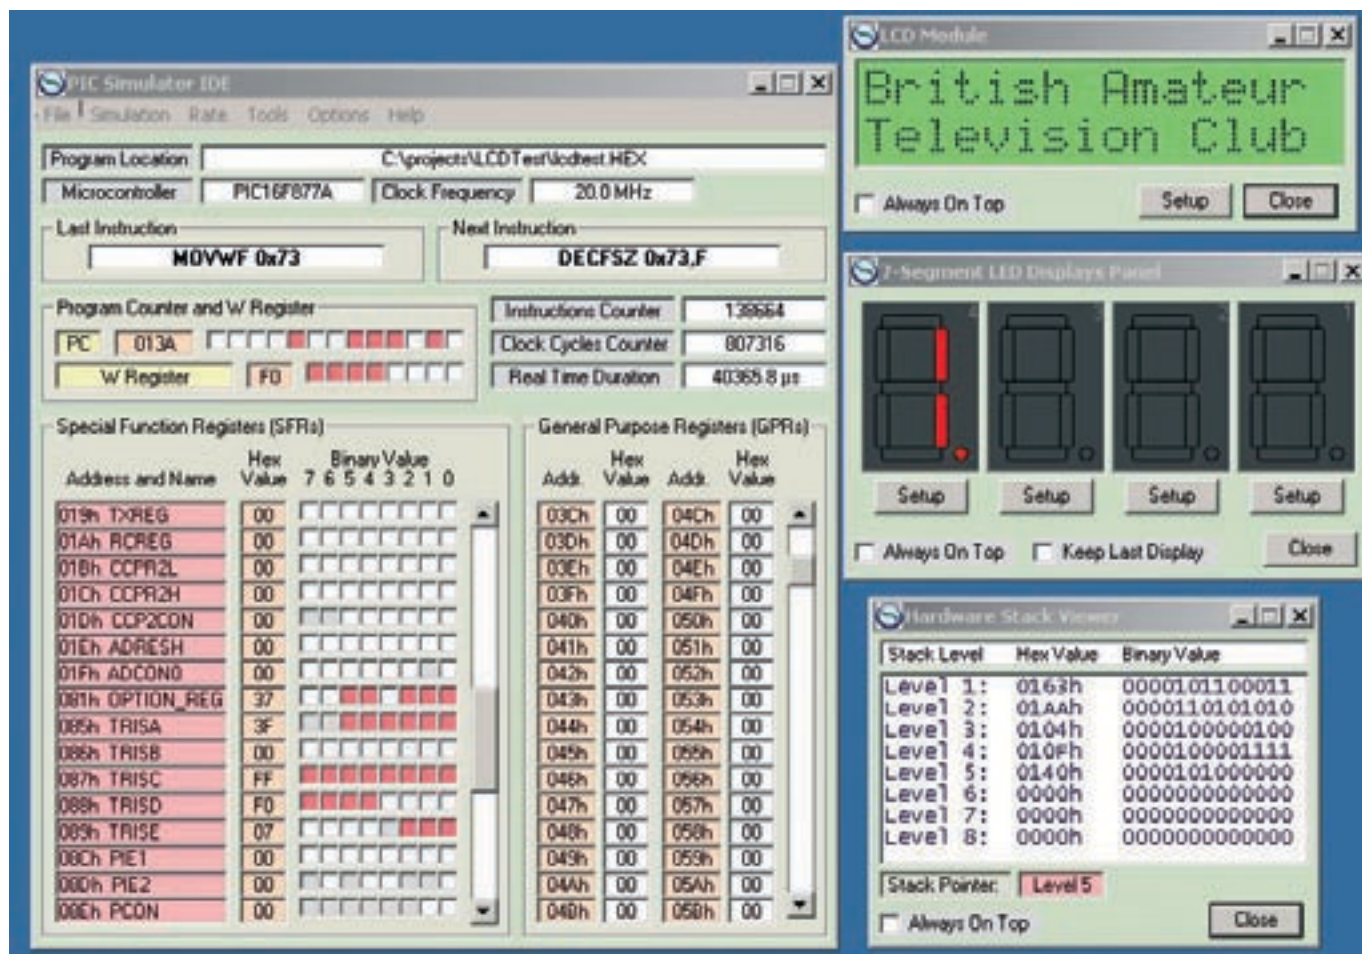 PIC Simulator IDE
File Simulation Rate Tools Options Help
Program Location C:\projects\LCDTest\lcdtest.HEX
Microcontroller PIC16F877A Clock Frequency 20.0 MHz
Last Instruction Next Instruction
MOVWF 0x73 DECFSZ 0x73,F
Program Counter and W Register
PC 013A
W Register F0
Instructions Counter 138664
Clock Cycles Counter 807316
Real Time Duration 40365.8 μs
Special Function Registers (SFRs)
Hex Binary Value
Address and Name Value 7 6 5 4 3 2 1 0
019h TXREG 00
01Ah RCREG 00
01Bh CCPR2L 00
01Ch CCPR2H 00
01Dh CCP2CON 00
01Eh ADRESH 00
01Fh ADCON0 00
081h OPTION_REG 37
085h TRISA 3F
086h TRISB 00
087h TRISC FF
088h TRISD F0
089h TRISE 07
08Ch PIE1 00
08Dh PIE2 00
08Eh PCON 00
General Purpose Registers (GPRs)
Hex Hex
Addr. Value Addr. Value
03Ch 00 04Ch 00
03Dh 00 04Dh 00
03Eh 00 04Eh 00
03Fh 00 04Fh 00
040h 00 050h 00
041h 00 051h 00
042h 00 052h 00
043h 00 053h 00
044h 00 054h 00
045h 00 055h 00
046h 00 056h 00
047h 00 057h 00
048h 00 058h 00
049h 00 059h 00
04Ah 00 05Ah 00
04Bh 00 05Bh 00
LCD Module
British Amateur
Television Club
Always On Top Setup Close
7-Segment LED Displays Panel
4 3 2 1
1.
Setup Setup Setup Setup
Always On Top Keep Last Display Close
Hardware Stack Viewer
Stack Level Hex Value Binary Value
Level 1: 0163h 0000101100011
Level 2: 01AAh 0000110101010
Level 3: 0104h 0000100000100
Level 4: 010Fh 0000100001111
Level 5: 0140h 0000101000000
Level 6: 0000h 0000000000000
Level 7: 0000h 0000000000000
Level 8: 0000h 0000000000000
Stack Pointer: Level 5
Always On Top Close